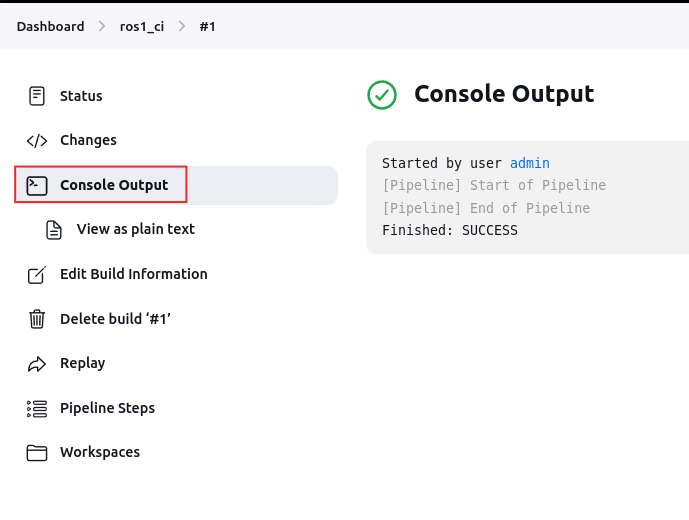 Dashboard > ros1_ci > #1
Status
Changes
Console Output
View as plain text
Edit Build Information
Delete build ‘#1’
Replay
Pipeline Steps
Workspaces
Console Output
Started by user admin
[Pipeline] Start of Pipeline
[Pipeline] End of Pipeline
Finished: SUCCESS